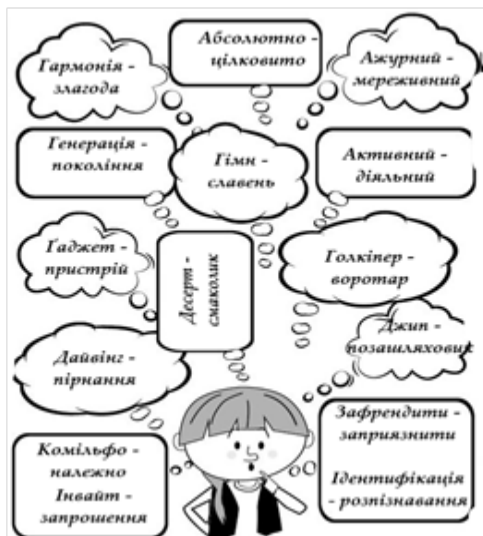 Гармонія -
злагода
Абсолютно -
цілковито
Ажурний -
мереживний
Генерація -
покоління
Гімн -
славень
Активний -
діяльний
Ґаджет -
пристрій
Десерт -
смаколик
Голкіпер -
воротар
Дайвінг -
пірнання
Джип -
-позашляховик
Комільфо -
належно
Інвайт -
запрошення
Зафрендити -
заприязнити
Ідентифікація
- розпізнавання